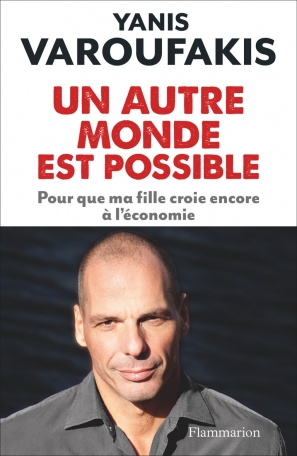 YANIS
VAROUFAKIS
UN AUTRE
MONDE
EST POSSIBLE
Pour que ma fille croie encore
à l'économie
Flammarion